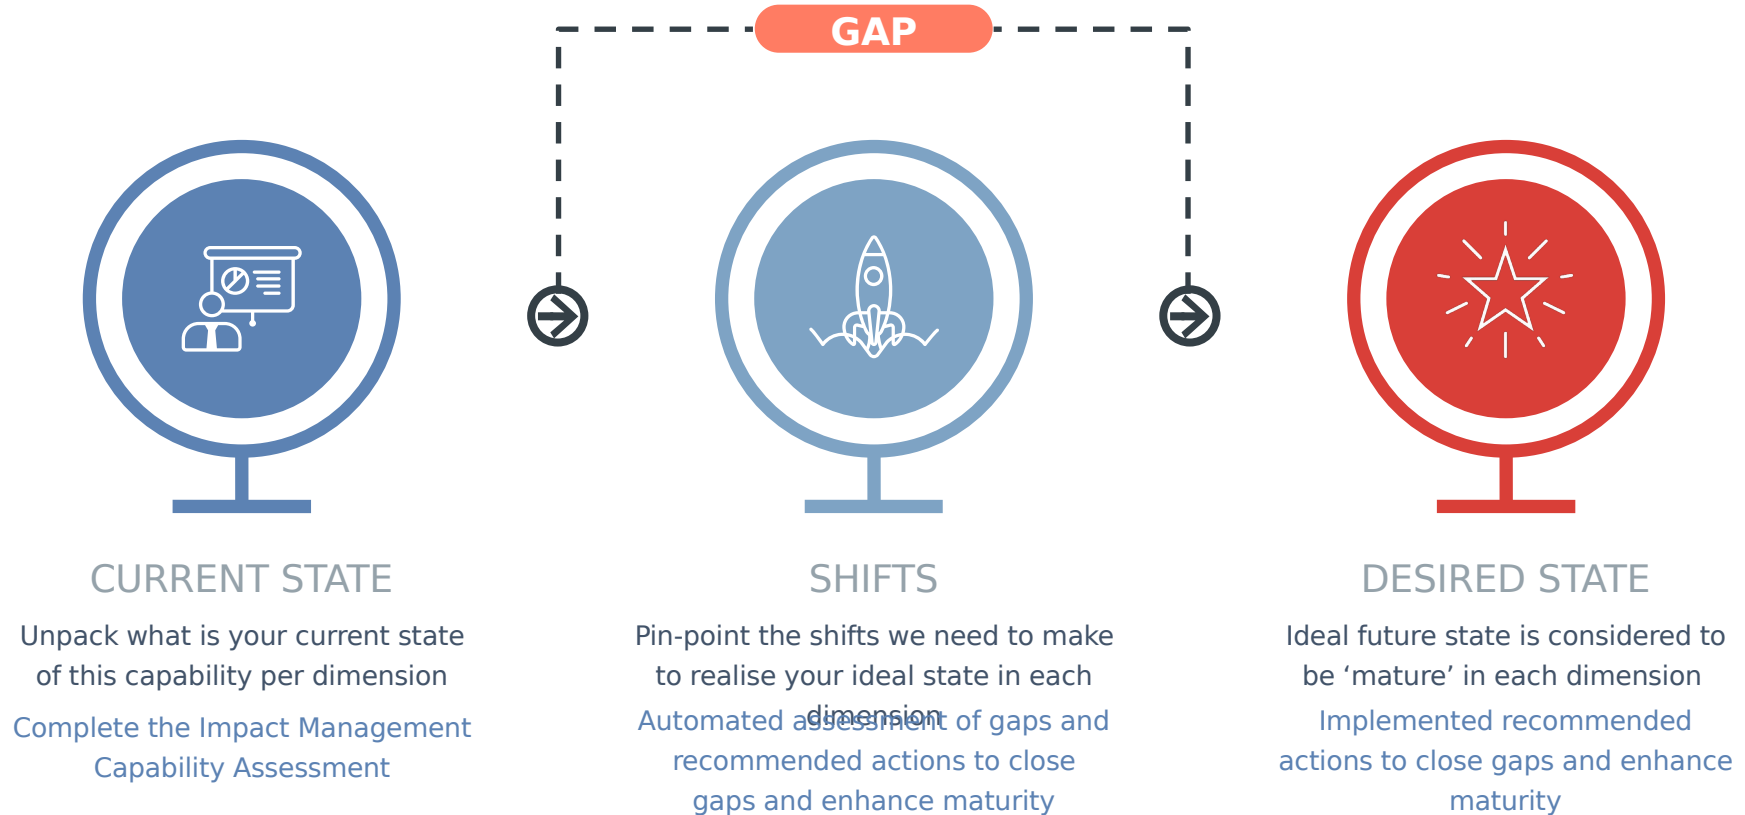 GAP
CURRENT STATE
Unpack what is your current state
of this capability per dimension
Complete the Impact Management
Capability Assessment
SHIFTS
Pin-point the shifts we need to make
to realise your ideal state in each
dimension
Automated assessment of gaps and
recommended actions to close
gaps and enhance maturity
DESIRED STATE
Ideal future state is considered to
be ‘mature’ in each dimension
Implemented recommended
actions to close gaps and enhance
maturity